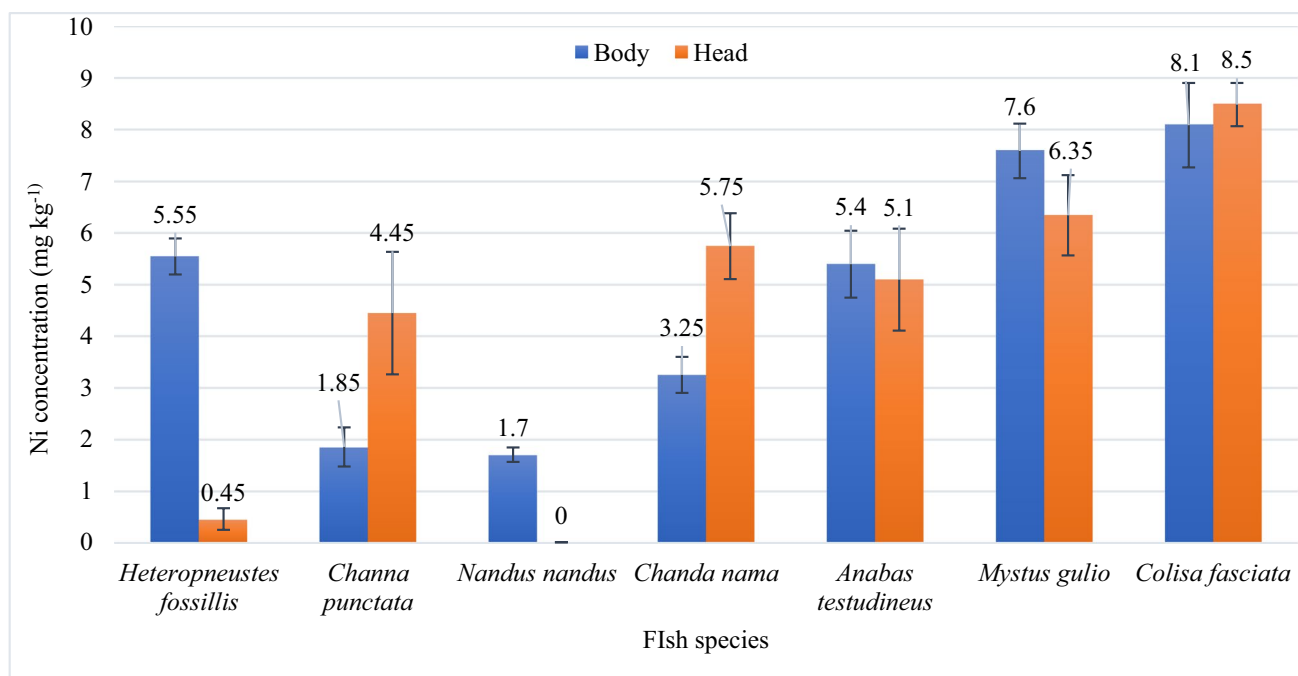 Body Head
Ni concentration (mg kg-1)
10
9
8
7
6
5
4
3
2
1
0
5.55
0.45
1.85
4.45
1.7
0
3.25
5.75
5.4
5.1
7.6
6.35
8.1
8.5
Heteropneustes
fossillis
Channa
punctata
Nandus nandus
Chanda nama
Anabas
testudineus
Mystus gulio
Colisa fasciata
FIsh species